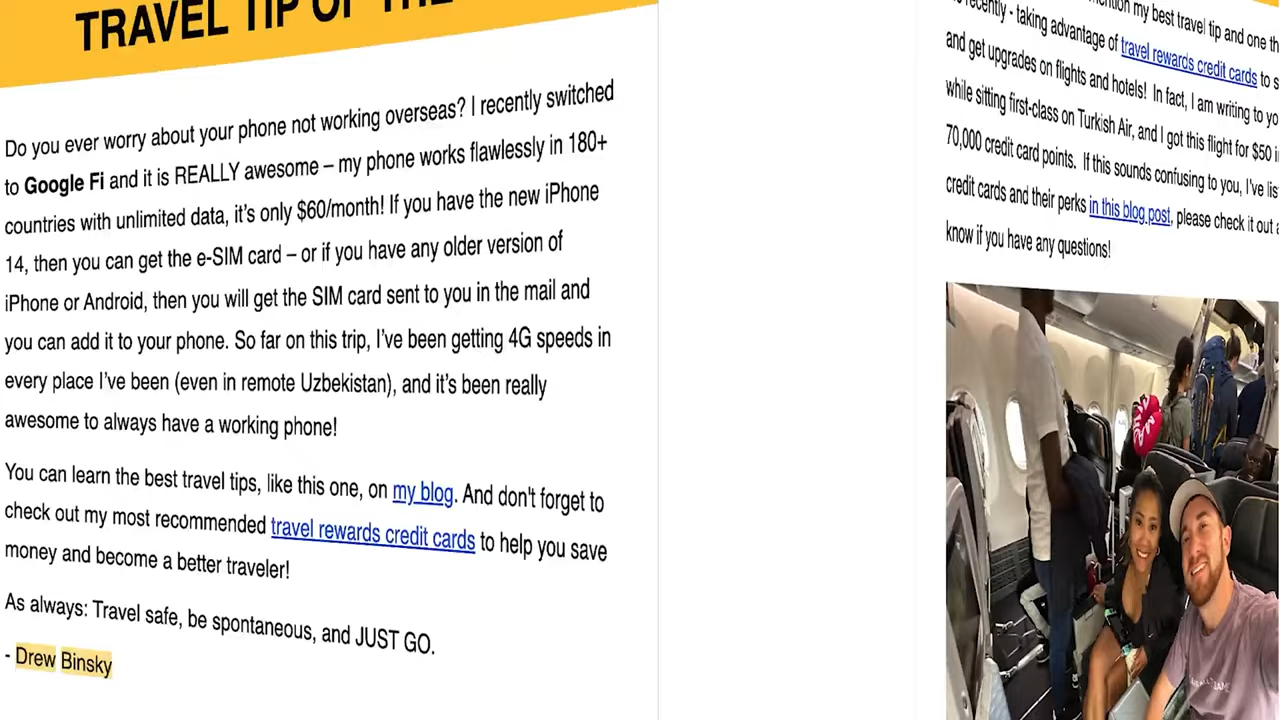 TRAVEL TIP OF THE
Do you ever worry about your phone not working overseas? I recently switched
to Google Fi and it is REALLY awesome – my phone works flawlessly in 180+
countries with unlimited data, it's only $60/month! If you have the new iPhone
14, then you can get the e-SIM card – or if you have any older version of
iPhone or Android, then you will get the SIM card sent to you in the mail and
you can add it to your phone. So far on this trip, I've been getting 4G speeds in
every place I've been (even in remote Uzbekistan), and it's been really
awesome to always have a working phone!
You can learn the best travel tips, like this one, on my blog. And don't forget to
check out my most recommended travel rewards credit cards to help you save
money and become a better traveler!
As always: Travel safe, be spontaneous, and JUST GO.
- Drew Binsky
my best travel tip and one
recently - taking advantage of travel rewards credit cards to
and get upgrades on flights and hotels! In fact, I am writing to
while sitting first-class on Turkish Air, and I got this flight for $50
70,000 credit card points. If this sounds confusing to you, I've
credit cards and their perks in this blog post, please check it out
know if you have any questions!